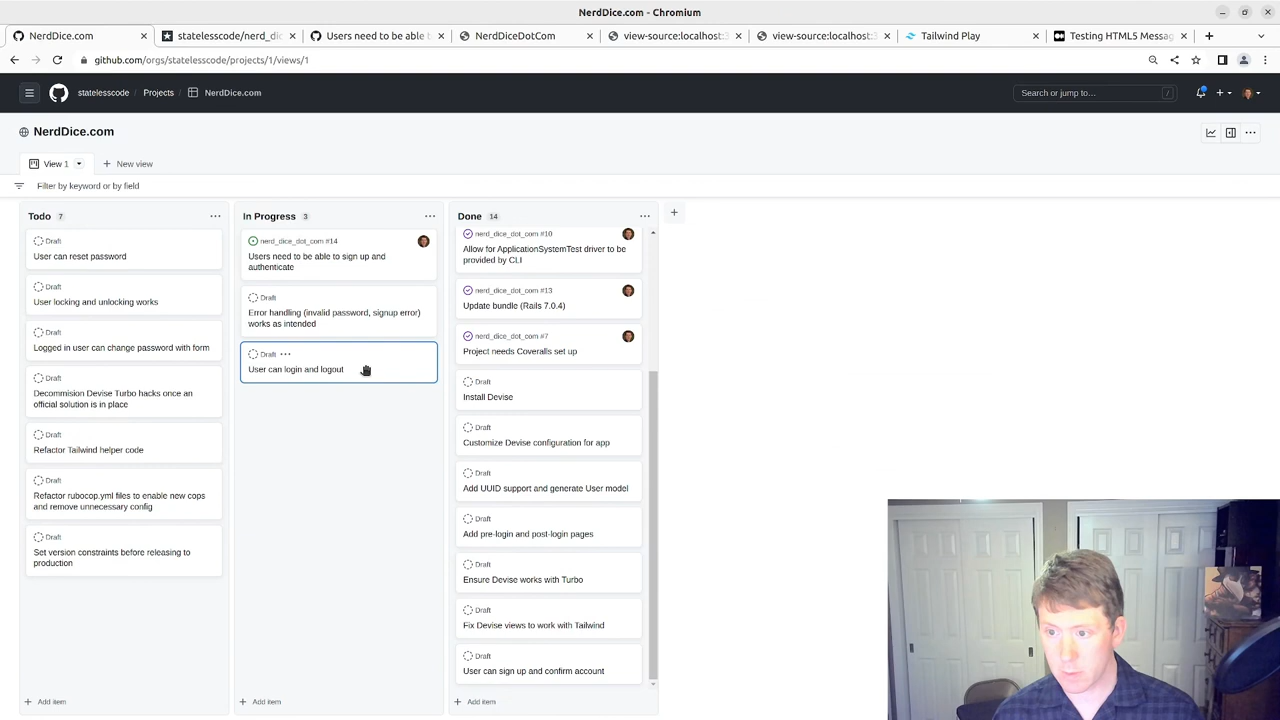 NerdDice.com - Chromium
NerdDice.com
statelesscode/nerd_dic
Users need to be able t
NerdDiceDotCom
view-source:localhost:3
view-source:localhost:3
Tailwind Play
Testing HTML5 Messag
github.com/orgs/statelesscode/projects/1/views/1
statelesscode
Projects
NerdDice.com
Search or jump to…
/
NerdDice.com
View 1
New view
Filter by keyword or by field
Todo 7
Draft
User can reset password
Draft
User locking and unlocking works
Draft
Logged in user can change password with form
Draft
Decommision Devise Turbo hacks once an
official solution is in place
Draft
Refactor Tailwind helper code
Draft
Refactor rubocop.yml files to enable new cops
and remove unnecessary config
Draft
Set version constraints before releasing to
production
Add item
In Progress 3
nerd_dice_dot_com #14
Users need to be able to sign up and
authenticate
Draft
Error handling (invalid password, signup error)
works as intended
Draft
User can login and logout
Add item
Done 14
nerd_dice_dot_com #10
Allow for ApplicationSystemTest driver to be
provided by CLI
nerd_dice_dot_com #13
Update bundle (Rails 7.0.4)
nerd_dice_dot_com #7
Project needs Coveralls set up
Draft
Install Devise
Draft
Customize Devise configuration for app
Draft
Add UUID support and generate User model
Draft
Add pre-login and post-login pages
Draft
Ensure Devise works with Turbo
Draft
Fix Devise views to work with Tailwind
Draft
User can sign up and confirm account
Add item